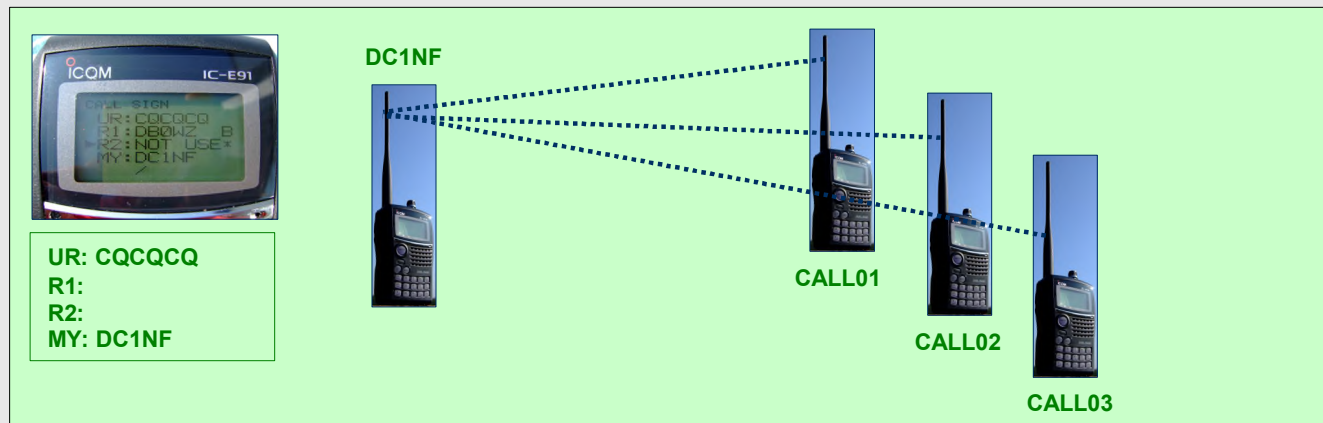 ICOM
IC-E91
CALL SIGN
UR:CQCQCQ
R1:DB0WZ B
R2:NOT USE*
MY:DC1NF
/
UR: CQCQCQ
R1:
R2:
MY: DC1NF
DC1NF
CALL01
CALL02
CALL03